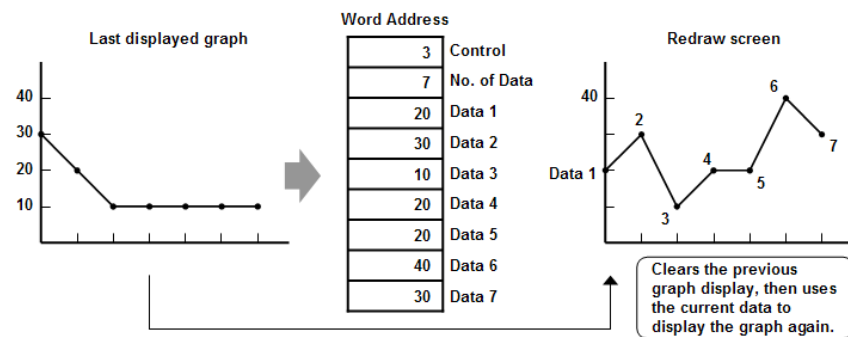 Last displayed graph
40
30
20
10
Word Address
3 Control
7 No. of Data
20 Data 1
30 Data 2
10 Data 3
20 Data 4
20 Data 5
40 Data 6
30 Data 7
Redraw screen
40
Data 1
2
3
4
5
6
7
Clears the previous
graph display, then uses
the current data to
display the graph again.